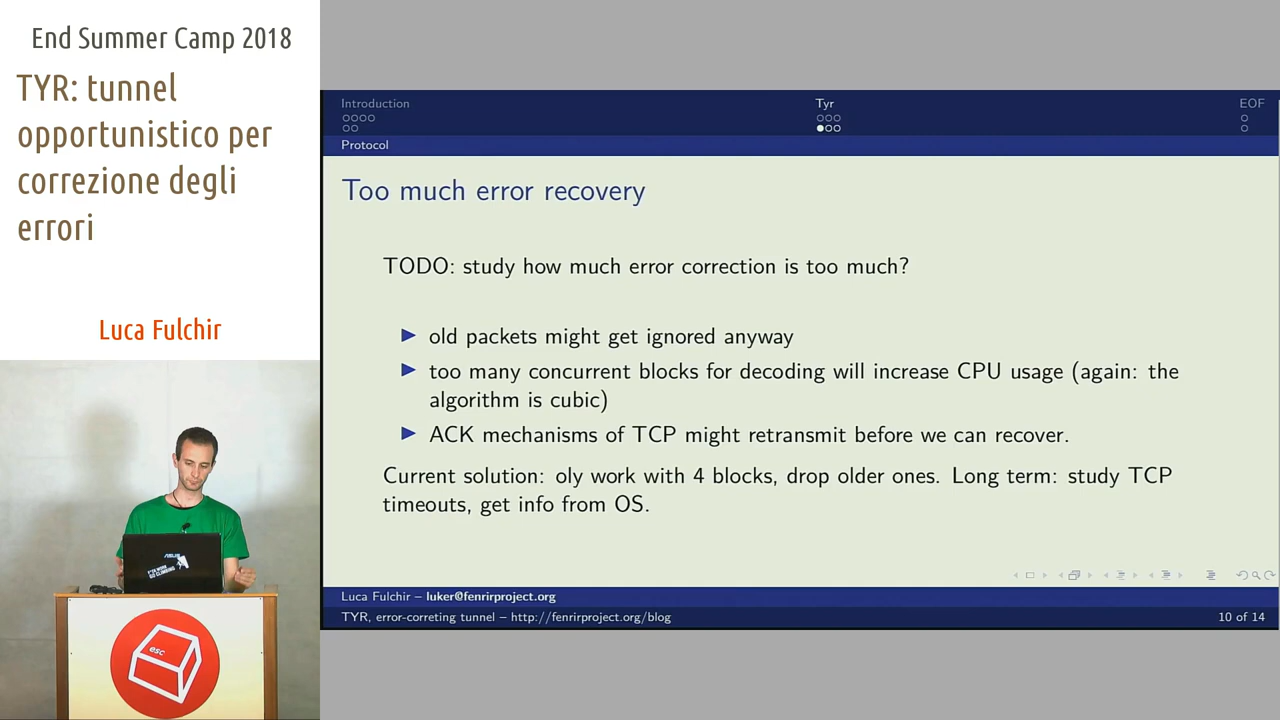 End Summer Camp 2018
TYR: tunnel
opportunistico per
correzione degli
errori
Luca Fulchir
Introduction
Tyr
EOF
Protocol
Too much error recovery
TODO: study how much error correction is too much?
old packets might get ignored anyway
too many concurrent blocks for decoding will increase CPU usage (again: the
algorithm is cubic)
ACK mechanisms of TCP might retransmit before we can recover.
Current solution: oly work with 4 blocks, drop older ones. Long term: study TCP
timeouts, get info from OS.
Luca Fulchir – luker@fenrirproject.org
TYR, error-correting tunnel – http://fenrirproject.org/blog
10 of 14
GO CLIMBING
esc